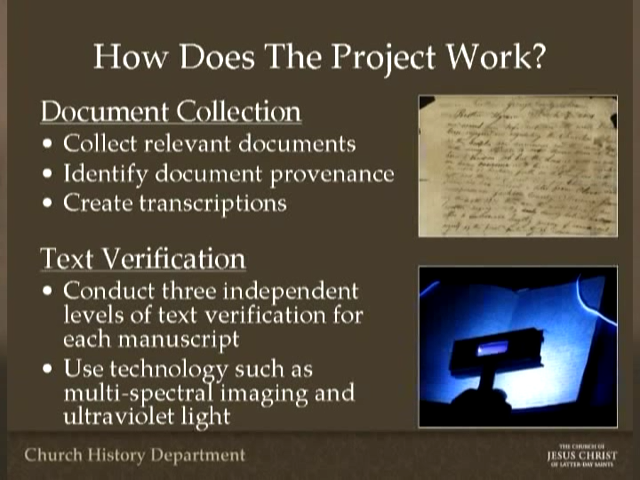 How Does The Project Work?
Document Collection
• Collect relevant documents
• Identify document provenance
• Create transcriptions
Text Verification
• Conduct three independent
levels of text verification for
each manuscript
• Use technology such as
multi-spectral imaging and
ultraviolet light
Church History Department
THE CHURCH OF
JESUS CHRIST
OF LATTER-DAY SAINTS